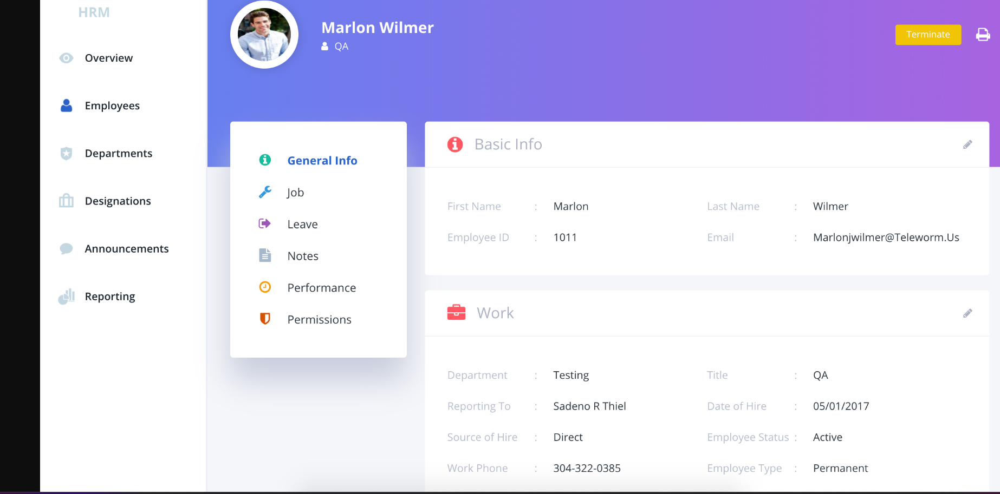 HRM
Overview
Employees
Departments
Designations
Announcements
Reporting
Marlon Wilmer
QA
Terminate
General Info
Job
Leave
Notes
Performance
Permissions
Basic Info
First Name : Marlon Last Name : Wilmer
Employee ID : 1011 Email : Marlonjwilmer@Teleworm.Us
Work
Department : Testing Title : QA
Reporting To : Sadeno R Thiel Date of Hire : 05/01/2017
Source of Hire : Direct Employee Status : Active
Work Phone : 304-322-0385 Employee Type : Permanent